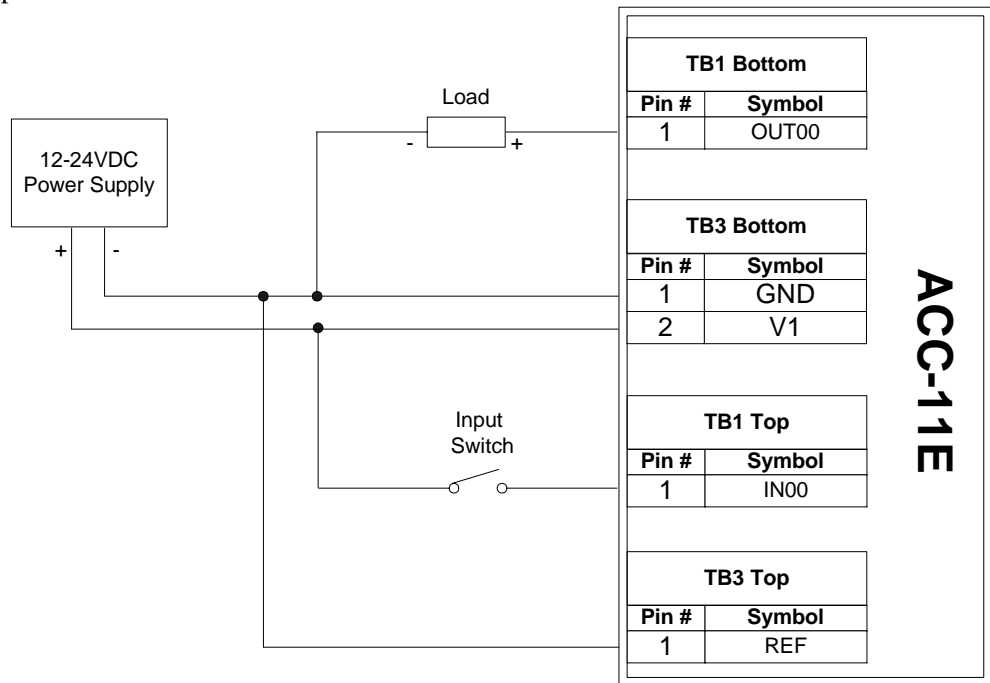 TB1 Bottom
Pin # Symbol
1 OUT00
Load
- +
12-24VDC
Power Supply
+ -
TB3 Bottom
Pin # Symbol
1 GND
2 V1
ACC-11E
Input
Switch
TB1 Top
Pin # Symbol
1 IN00
TB3 Top
Pin # Symbol
1 REF